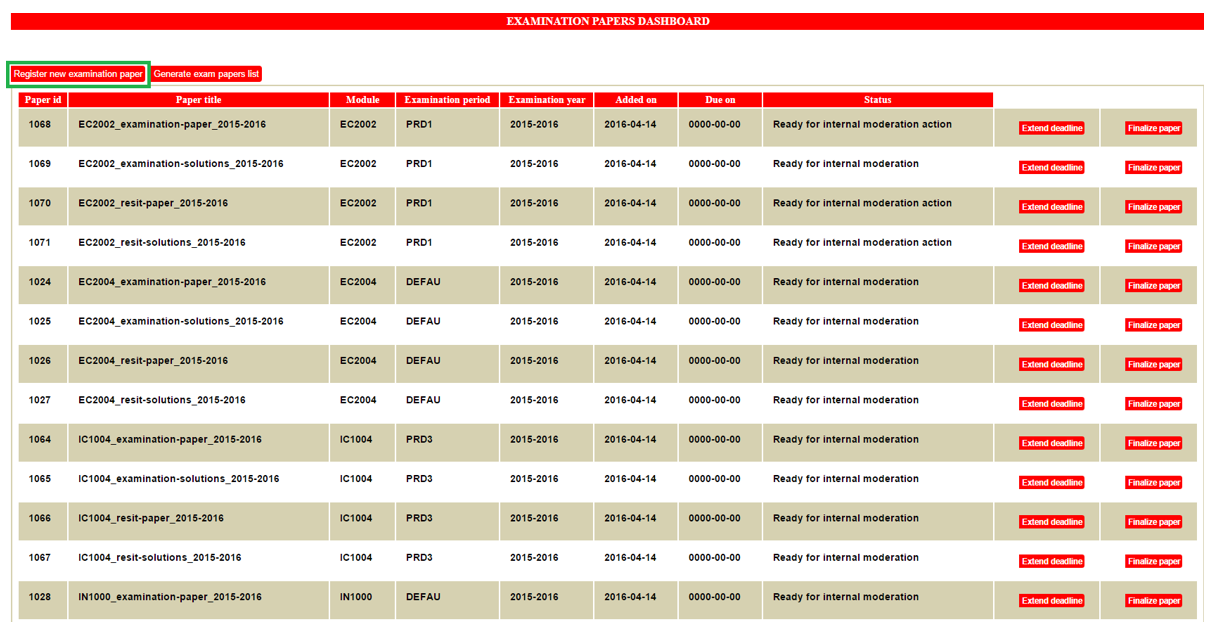 EXAMINATION PAPERS DASHBOARD
Register new examination paper Generate exam papers list
Paper id Paper title Module Examination period Examination year Added on Due on Status
1068 EC2002_examination-paper_2015-2016 EC2002 PRD1 2015-2016 2016-04-14 0000-00-00 Ready for internal moderation action Extend deadline Finalize paper
1069 EC2002_examination-solutions_2015-2016 EC2002 PRD1 2015-2016 2016-04-14 0000-00-00 Ready for internal moderation Extend deadline Finalize paper
1070 EC2002_resit-paper_2015-2016 EC2002 PRD1 2015-2016 2016-04-14 0000-00-00 Ready for internal moderation action Extend deadline Finalize paper
1071 EC2002_resit-solutions_2015-2016 EC2002 PRD1 2015-2016 2016-04-14 0000-00-00 Ready for internal moderation action Extend deadline Finalize paper
1024 EC2004_examination-paper_2015-2016 EC2004 DEFAU 2015-2016 2016-04-14 0000-00-00 Ready for internal moderation Extend deadline Finalize paper
1025 EC2004_examination-solutions_2015-2016 EC2004 DEFAU 2015-2016 2016-04-14 0000-00-00 Ready for internal moderation Extend deadline Finalize paper
1026 EC2004_resit-paper_2015-2016 EC2004 DEFAU 2015-2016 2016-04-14 0000-00-00 Ready for internal moderation Extend deadline Finalize paper
1027 EC2004_resit-solutions_2015-2016 EC2004 DEFAU 2015-2016 2016-04-14 0000-00-00 Ready for internal moderation Extend deadline Finalize paper
1064 IC1004_examination-paper_2015-2016 IC1004 PRD3 2015-2016 2016-04-14 0000-00-00 Ready for internal moderation Extend deadline Finalize paper
1065 IC1004_examination-solutions_2015-2016 IC1004 PRD3 2015-2016 2016-04-14 0000-00-00 Ready for internal moderation Extend deadline Finalize paper
1066 IC1004_resit-paper_2015-2016 IC1004 PRD3 2015-2016 2016-04-14 0000-00-00 Ready for internal moderation Extend deadline Finalize paper
1067 IC1004_resit-solutions_2015-2016 IC1004 PRD3 2015-2016 2016-04-14 0000-00-00 Ready for internal moderation Extend deadline Finalize paper
1028 IN1000_examination-paper_2015-2016 IN1000 DEFAU 2015-2016 2016-04-14 0000-00-00 Ready for internal moderation Extend deadline Finalize paper